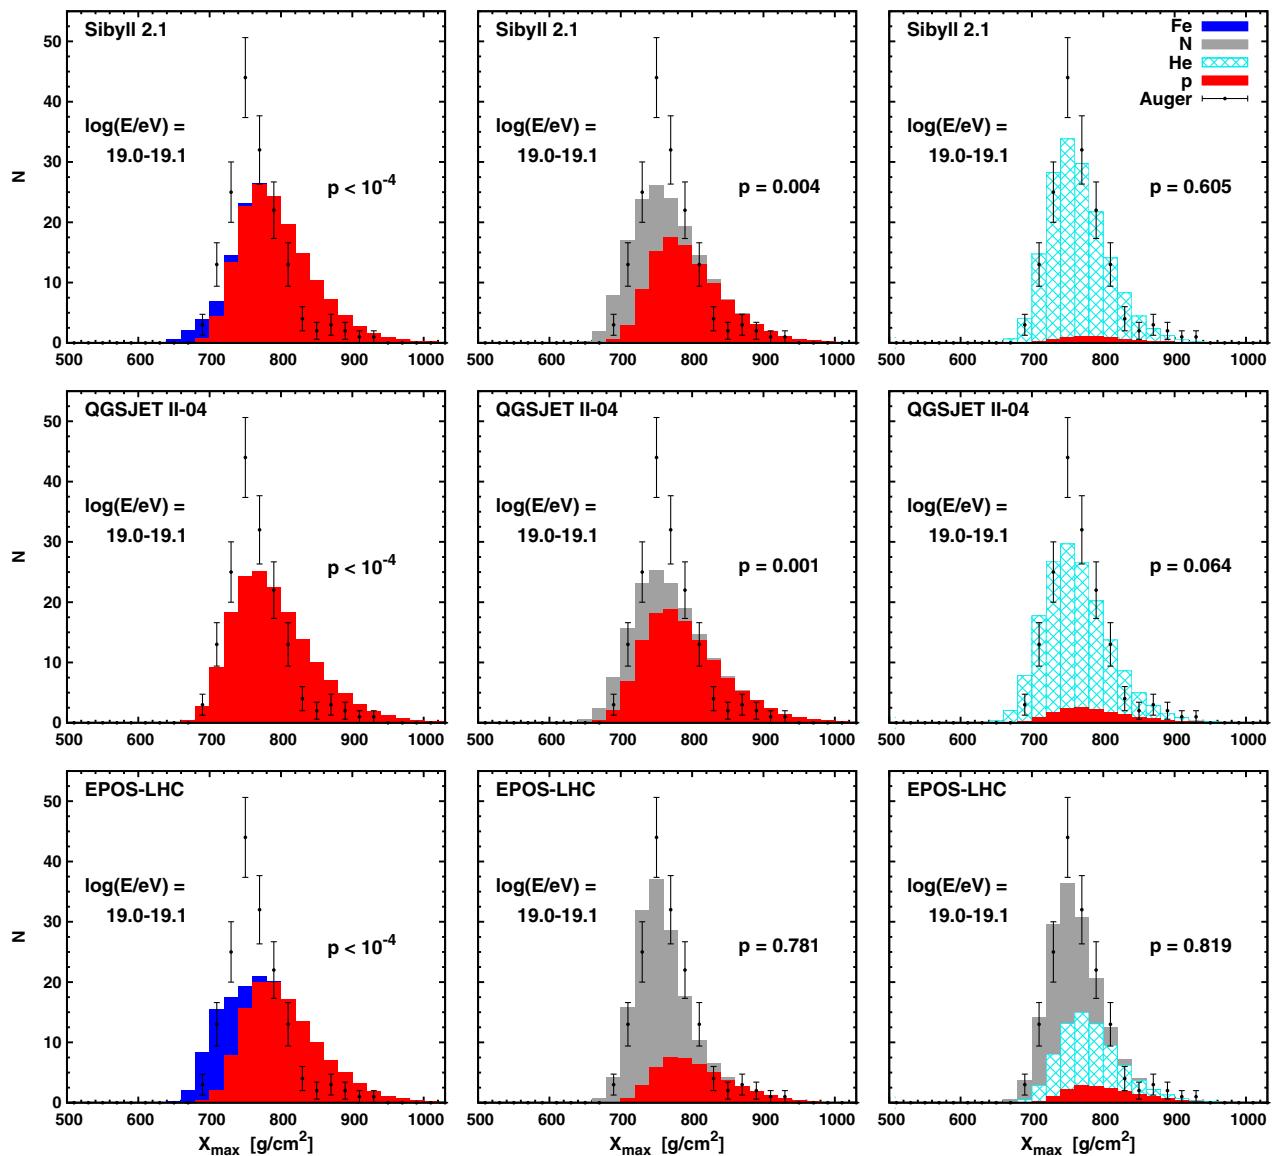 Sibyll 2.1
log(E/eV) =
19.0-19.1
p < 10^-4
N
50
40
30
20
10
0
500 600 700 800 900 1000
Sibyll 2.1
log(E/eV) =
19.0-19.1
p = 0.004
500 600 700 800 900 1000
Sibyll 2.1
Fe
N
He
p
Auger
log(E/eV) =
19.0-19.1
p = 0.605
500 600 700 800 900 1000
QGSJET II-04
log(E/eV) =
19.0-19.1
p < 10^-4
N
50
40
30
20
10
0
500 600 700 800 900 1000
QGSJET II-04
log(E/eV) =
19.0-19.1
p = 0.001
500 600 700 800 900 1000
QGSJET II-04
log(E/eV) =
19.0-19.1
p = 0.064
500 600 700 800 900 1000
EPOS-LHC
log(E/eV) =
19.0-19.1
p < 10^-4
N
50
40
30
20
10
0
500 600 700 800 900 1000
X_max [g/cm^2]
EPOS-LHC
log(E/eV) =
19.0-19.1
p = 0.781
500 600 700 800 900 1000
X_max [g/cm^2]
EPOS-LHC
log(E/eV) =
19.0-19.1
p = 0.819
500 600 700 800 900 1000
X_max [g/cm^2]